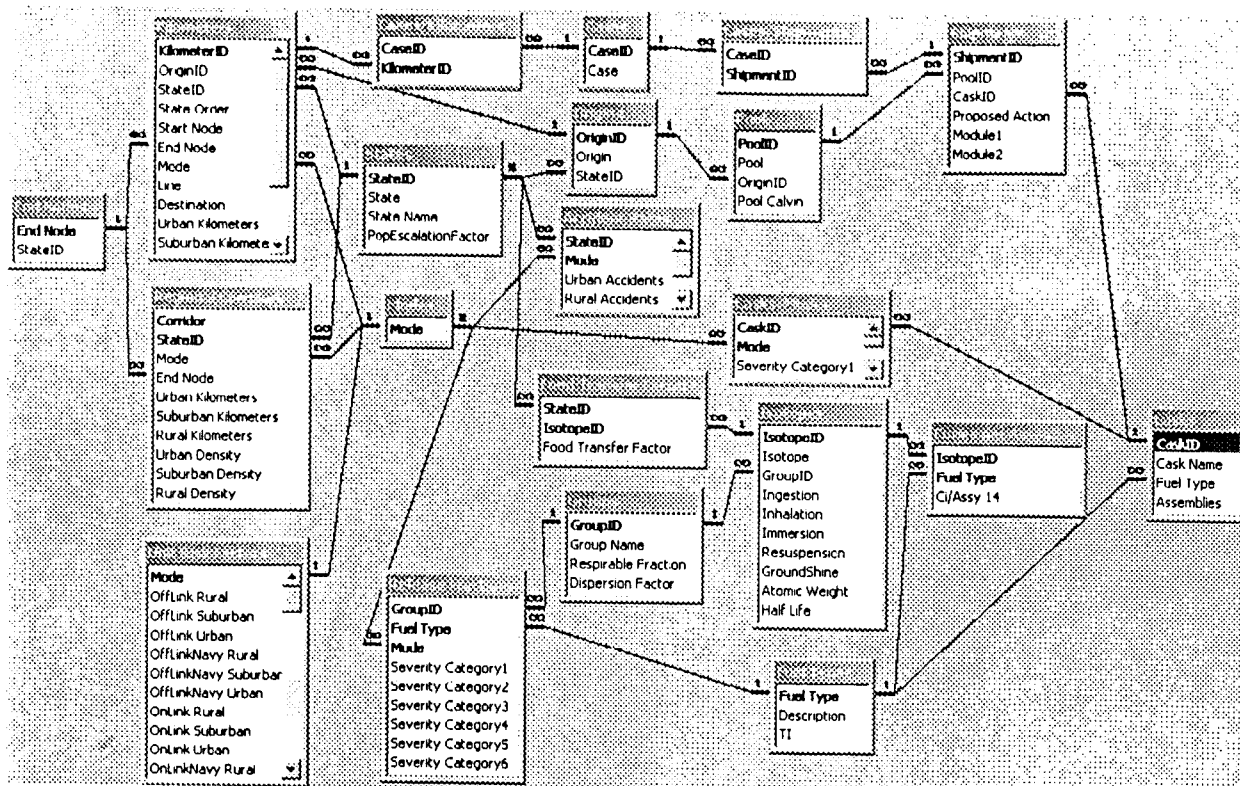 KilometerID
OriginID
StateID
State Order
Start Node
End Node
Mode
Line
Destination
Urban Kilometers
Suburban Kilomete
CaseID
KilometerID
CaseID
Case
CaseID
ShipmentID
ShipmentID
PoolID
CaskID
Proposed Action
Module1
Module2
OriginID
Origin
StateID
PoolID
Pool
OriginID
Pool Calvin
StateID
State
State Name
PopEscalationFactor
End Node
StateID
StateID
Mode
Urban Accidents
Rural Accidents
Corridor
StateID
Mode
End Node
Urban Kilometers
Suburban Kilometers
Rural Kilometers
Urban Density
Suburban Density
Rural Density
Mode
CaskID
Mode
Severity Category1
StateID
IsotopeID
Food Transfer Factor
IsotopeID
Isotope
GroupID
Ingestion
Inhalation
Immersion
Resuspension
GroundShine
Atomic Weight
Half Life
IsotopeID
Fuel Type
Ci/Assy 14
CaskID
Cask Name
Fuel Type
Assemblies
GroupID
Group Name
Respirable Fraction
Dispersion Factor
Mode
OffLink Rural
OffLink Suburban
OffLink Urban
OffLinkNavy Rural
OffLinkNavy Suburbar
OffLinkNavy Urban
OnLink Rural
OnLink Suburban
OnLink Urban
OnLinkNavy Rural
GroupID
Fuel Type
Mode
Severity Category1
Severity Category2
Severity Category3
Severity Category4
Severity Category5
Severity Category6
Fuel Type
Description
TI